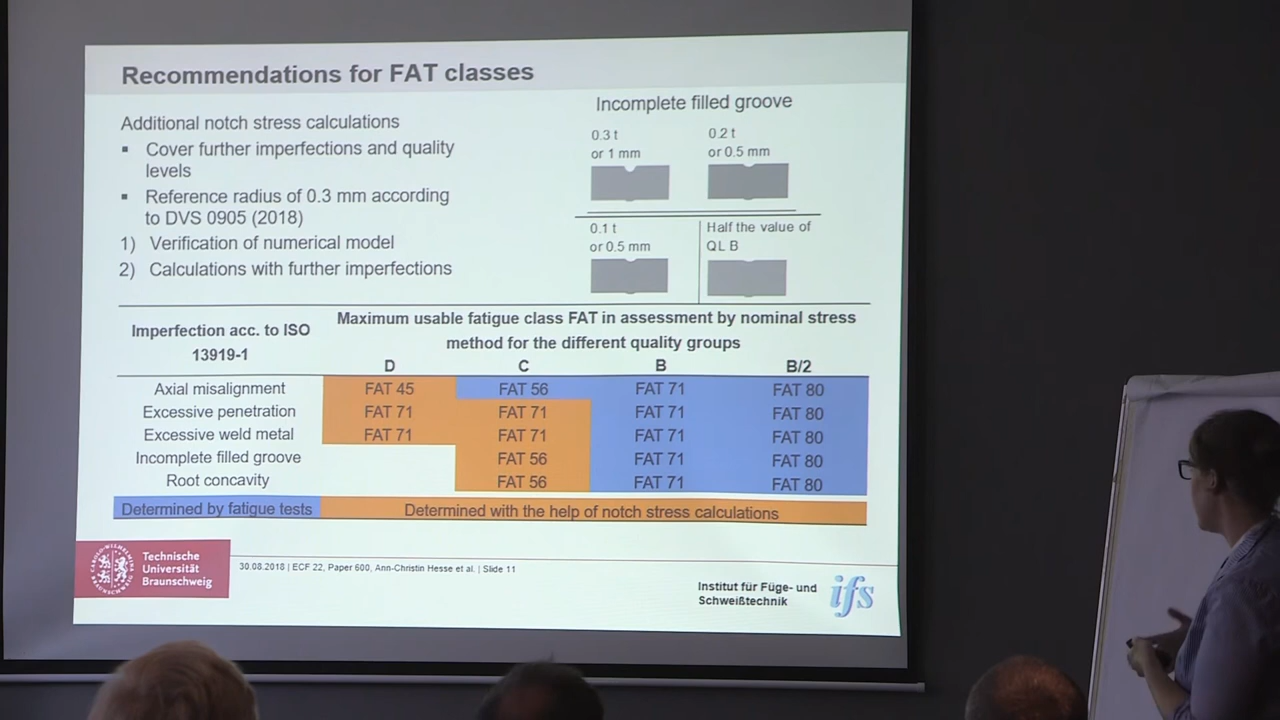 Recommendations for FAT classes
Additional notch stress calculations
▪ Cover further imperfections and quality
levels
▪ Reference radius of 0.3 mm according
to DVS 0905 (2018)
1) Verification of numerical model
2) Calculations with further imperfections
Incomplete filled groove
0.3 t
or 1 mm
0.2 t
or 0.5 mm
0.1 t
or 0.5 mm
Half the value of
QL B
Imperfection acc. to ISO
13919-1
Maximum usable fatigue class FAT in assessment by nominal stress
method for the different quality groups
D C B B/2
Axial misalignment FAT 45 FAT 56 FAT 71 FAT 80
Excessive penetration FAT 71 FAT 71 FAT 71 FAT 80
Excessive weld metal FAT 71 FAT 71 FAT 71 FAT 80
Incomplete filled groove FAT 56 FAT 71 FAT 80
Root concavity FAT 56 FAT 71 FAT 80
Determined by fatigue tests Determined with the help of notch stress calculations
Technische
Universität
Braunschweig
30.08.2018 | ECF 22, Paper 600, Ann-Christin Hesse et al. | Slide 11
Institut für Füge- und
Schweißtechnik
ifs